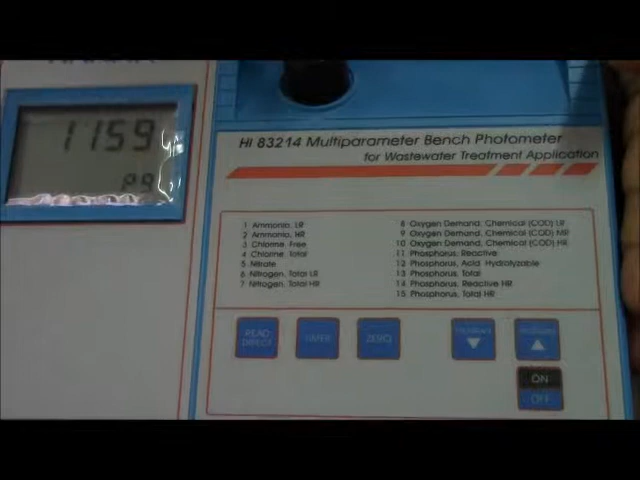 1159
P9
HI 83214 Multiparameter Bench Photometer
for Wastewater Treatment Application
1 Ammonia, LR
2 Ammonia, HR
3 Chlorine, Free
4 Chlorine, Total
5 Nitrate
6 Nitrogen, Total LR
7 Nitrogen, Total HR
8 Oxygen Demand, Chemical (COD) LR
9 Oxygen Demand, Chemical (COD) MR
10 Oxygen Demand, Chemical (COD) HR
11 Phosphorus, Reactive
12 Phosphorus, Acid Hydrolyzable
13 Phosphorus, Total
14 Phosphorus, Reactive HR
15 Phosphorus, Total HR
READ
DIRECT
TIMER
ZERO
ON
OFF